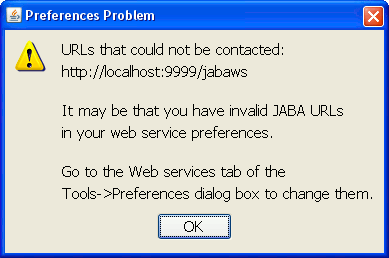 Preferences Problem
URLs that could not be contacted:
http://localhost:9999/jabaws
It may be that you have invalid JABA URLs
in your web service preferences.
Go to the Web services tab of the
Tools->Preferences dialog box to change them.
OK